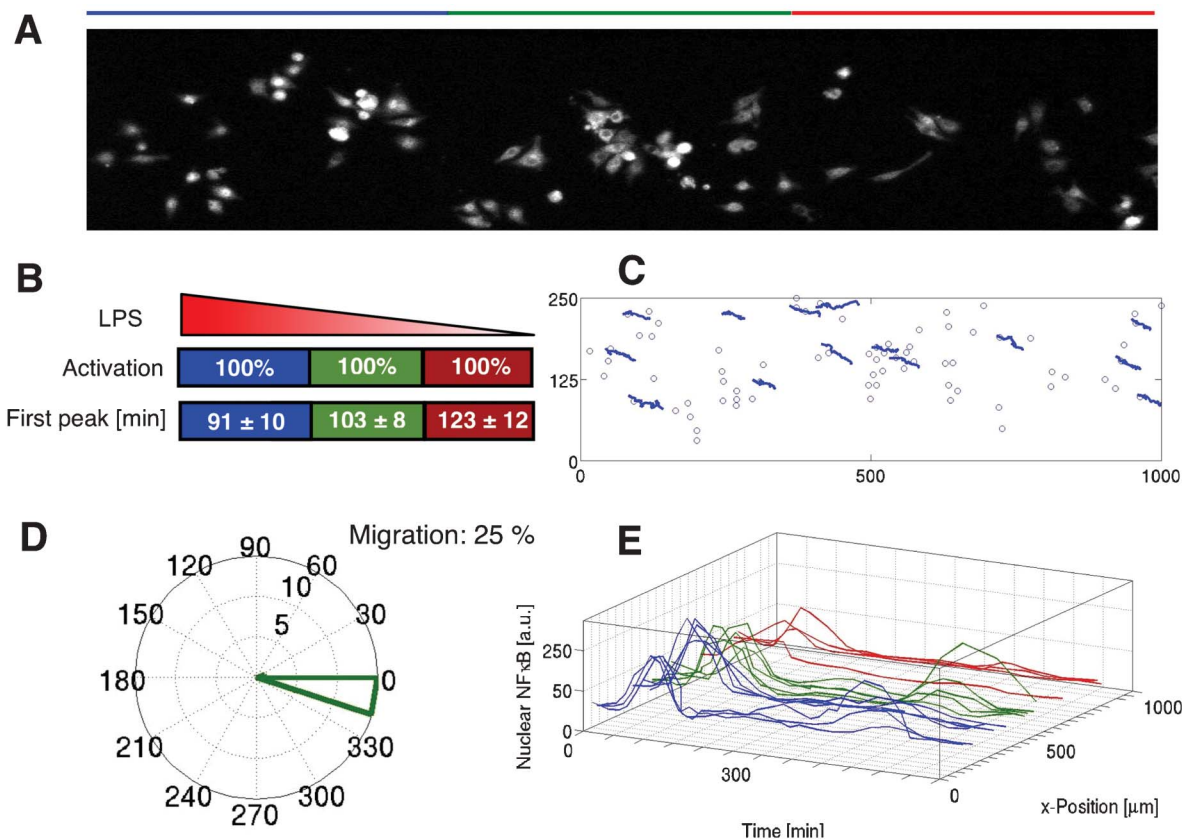 A
B
LPS
Activation 100% 100% 100%
First peak [min] 91 ± 10 103 ± 8 123 ± 12
C
250
125
0
0 500 1000
D
Migration: 25 %
90
120 60
10
150 30
5
180 0
210 330
240 300
270
E
Nuclear NF-κB [a.u.]
250
50
0
0
300
Time [min]
0
500
1000
x-Position [μm]